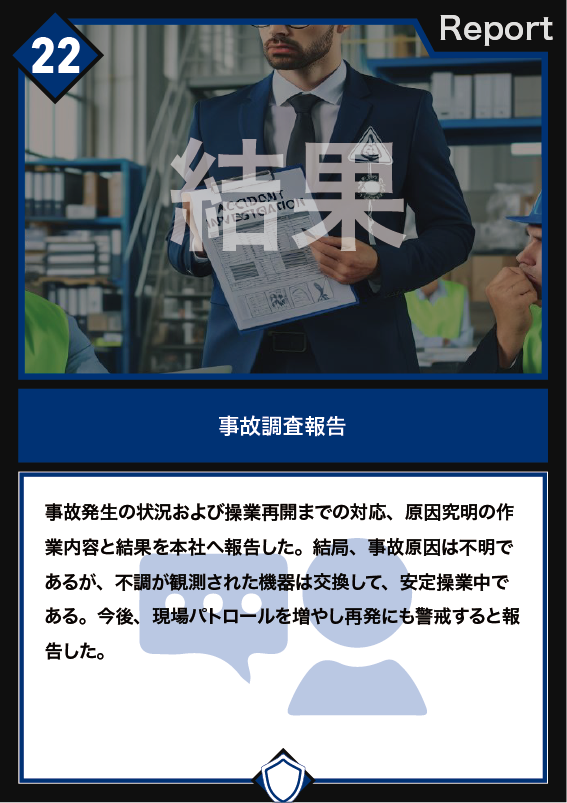 Report
22
結果
ACCIDENT
INVESTIGATION
事故調査報告
事故発生の状況および操業再開までの対応、原因究明の作
業内容と結果を本社へ報告した。結局、事故原因は不明で
あるが、不調が観測された機器は交換して、安定操業中で
ある。今後、現場パトロールを増やし再発にも警戒すると報
告した。